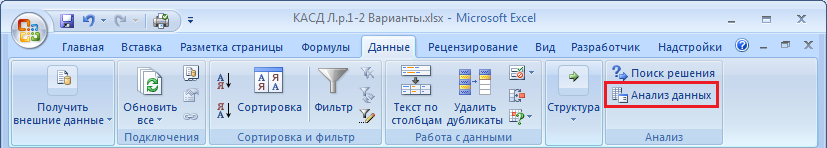 КАСД Л.р.1-2 Варианты.xlsx - Microsoft Excel
Главная Вставка Разметка страницы Формулы Данные Рецензирование Вид Разработчик Надстройки
Получить внешние данные
Обновить все
Подключения
А Я
Я А
А Я Я А
Сортировка
Фильтр
Сортировка и фильтр
Текст по столбцам
Удалить дубликаты
Работа с данными
Структура
Поиск решения
Анализ данных
Анализ